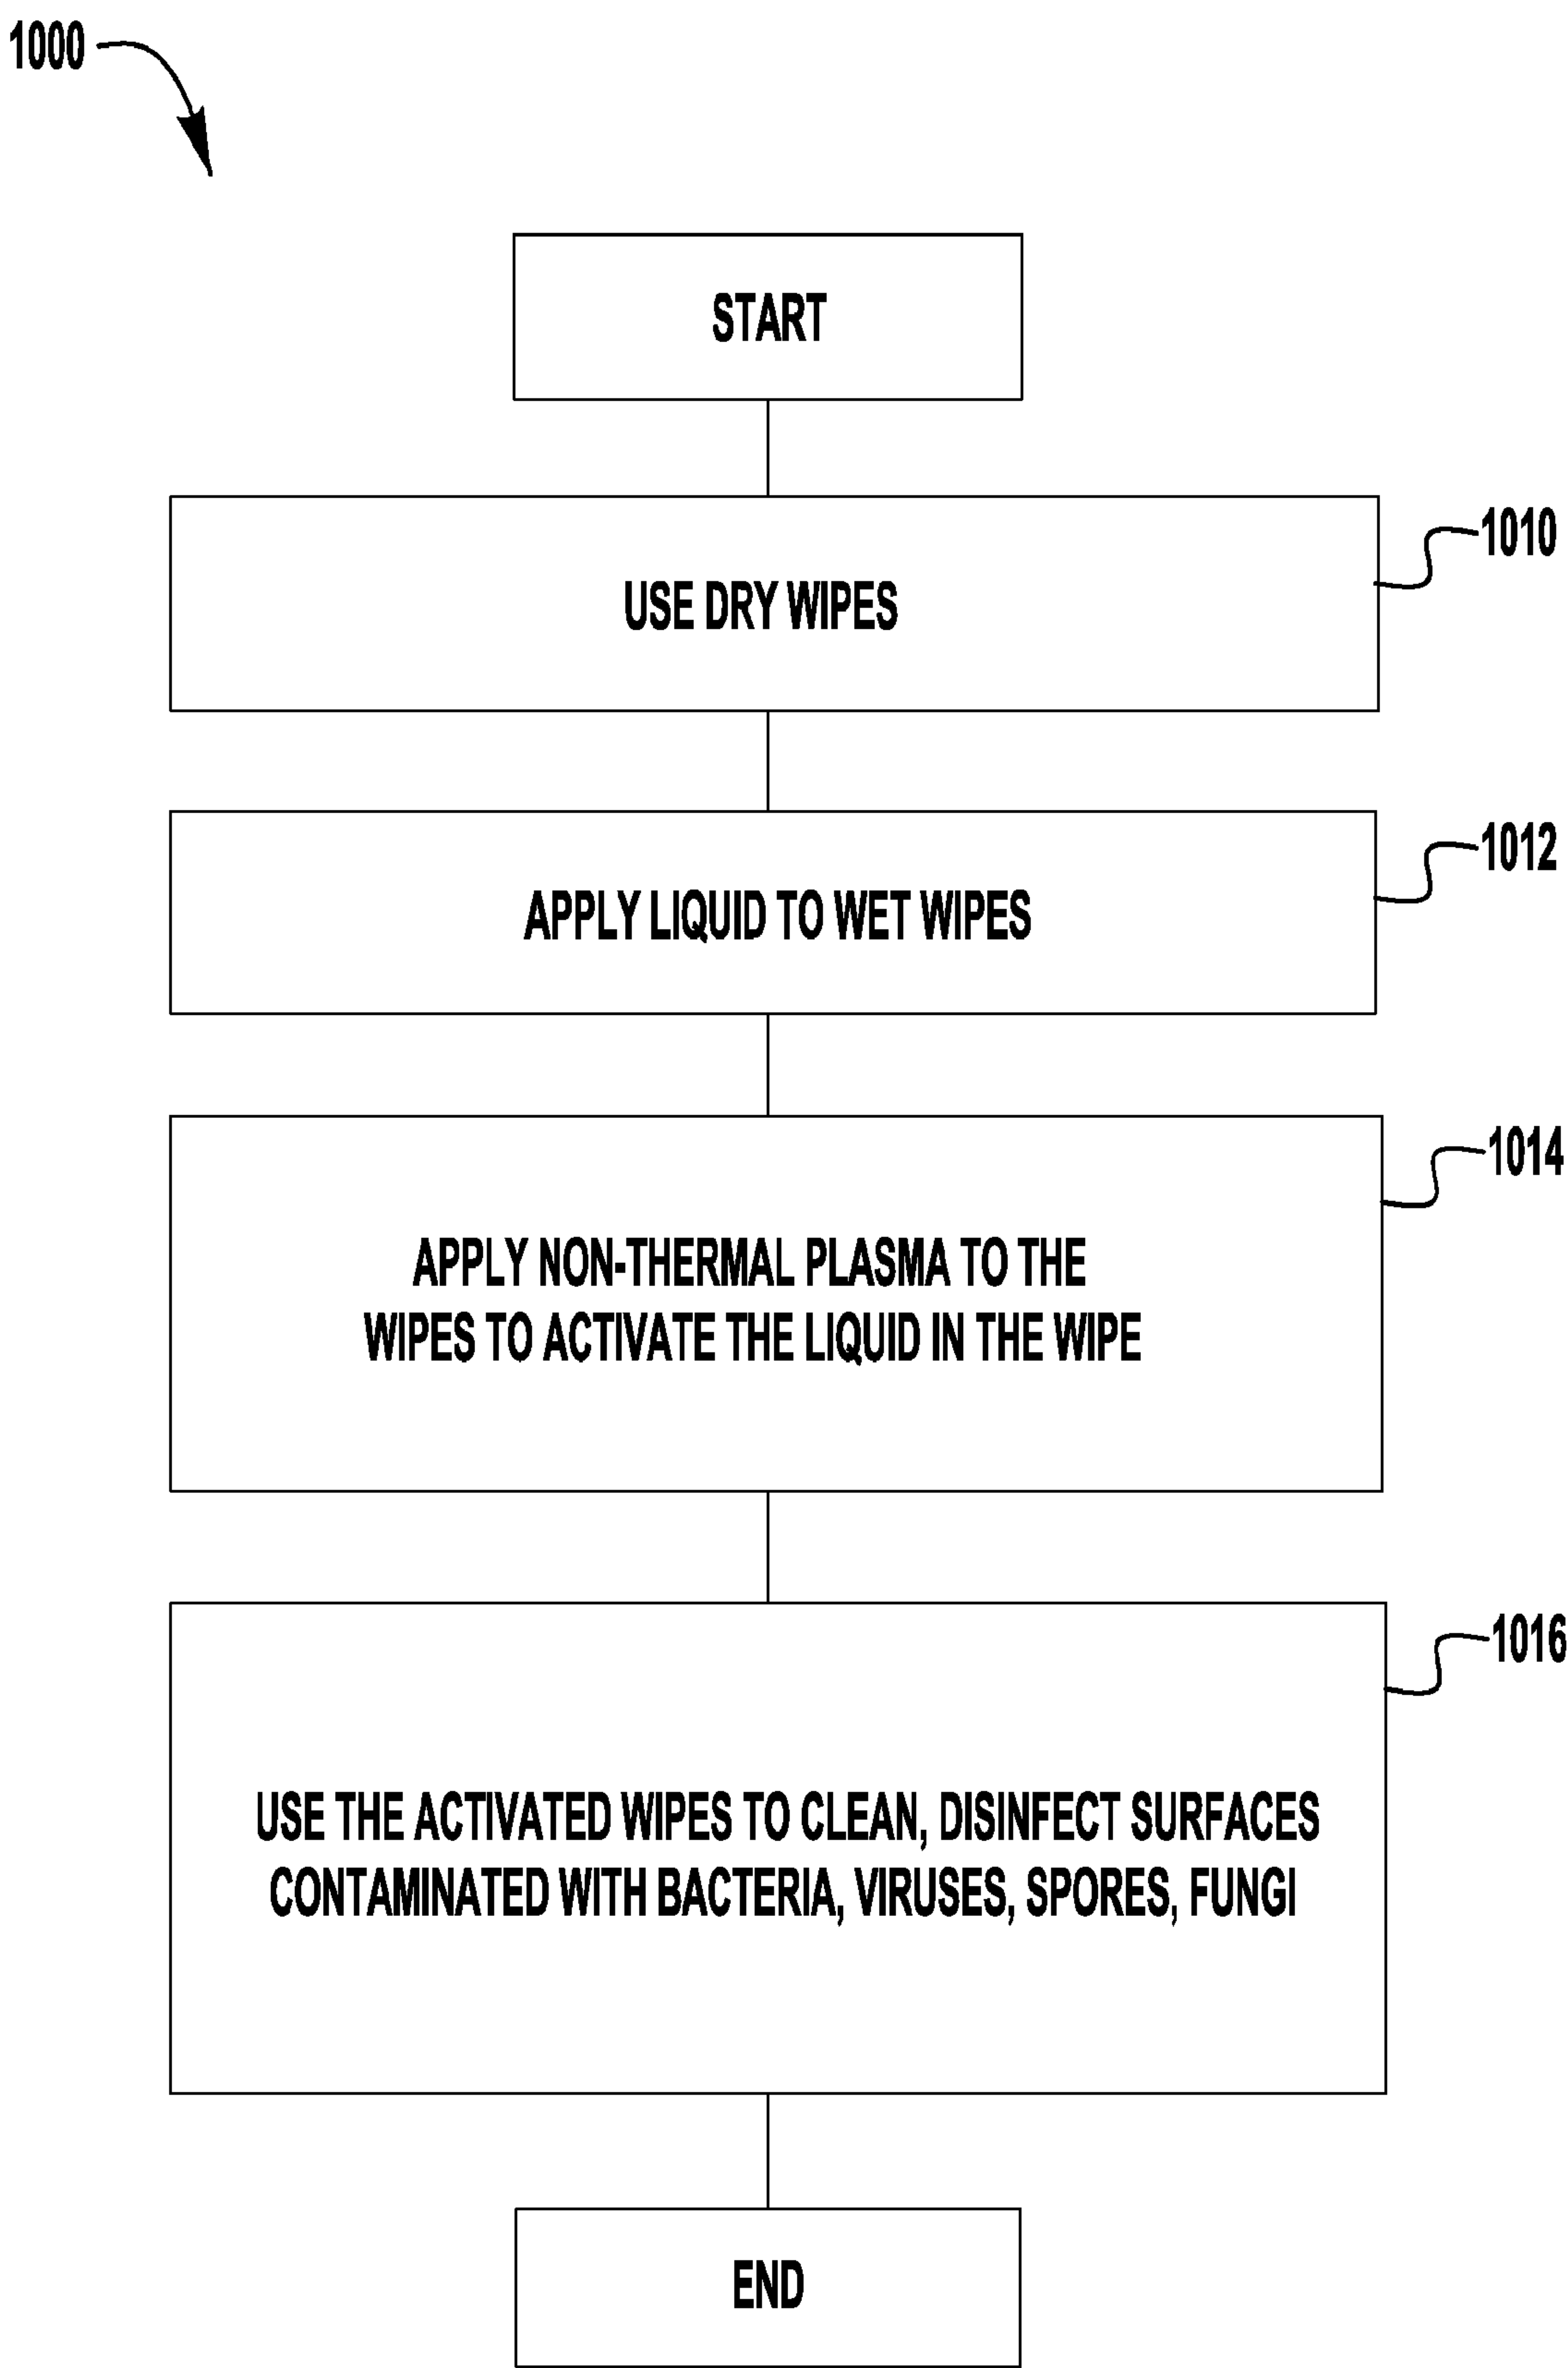 1000
START
USE DRY WIPES
1010
APPLY LIQUID TO WET WIPES
1012
APPLY NON-THERMAL PLASMA TO THE
WIPES TO ACTIVATE THE LIQUID IN THE WIPE
1014
USE THE ACTIVATED WIPES TO CLEAN, DISINFECT SURFACES
CONTAMINATED WITH BACTERIA, VIRUSES, SPORES, FUNGI
1016
END